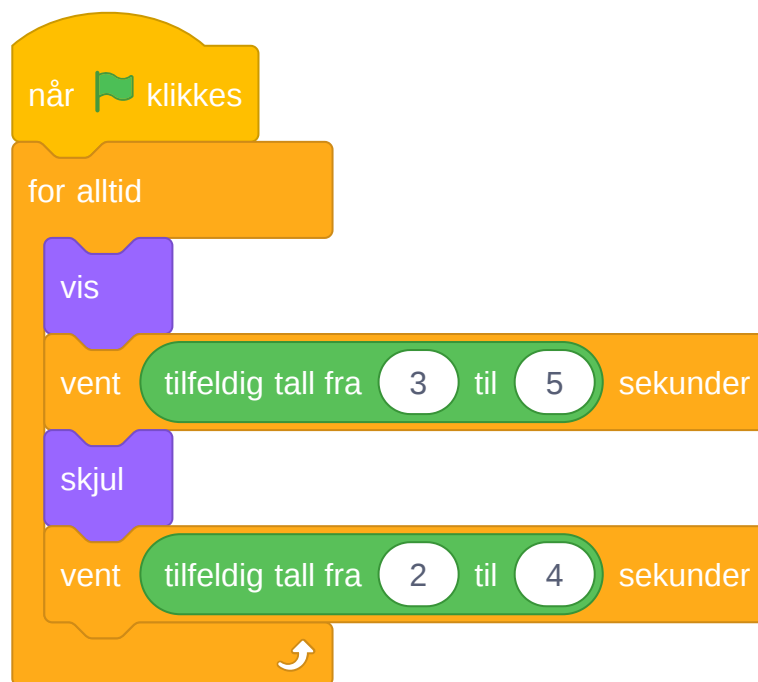 når klikkes
for alltid
vis
vent tilfeldig tall fra 3 til 5 sekunder
skjul
vent tilfeldig tall fra 2 til 4 sekunder